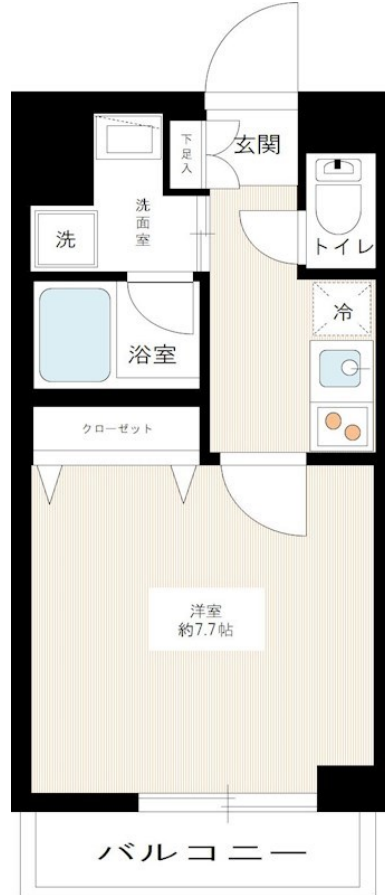 玄関
下足入
洗面室
トイレ
洗
冷
浴室
クローゼット
洋室
約7.7帖
バルコニー